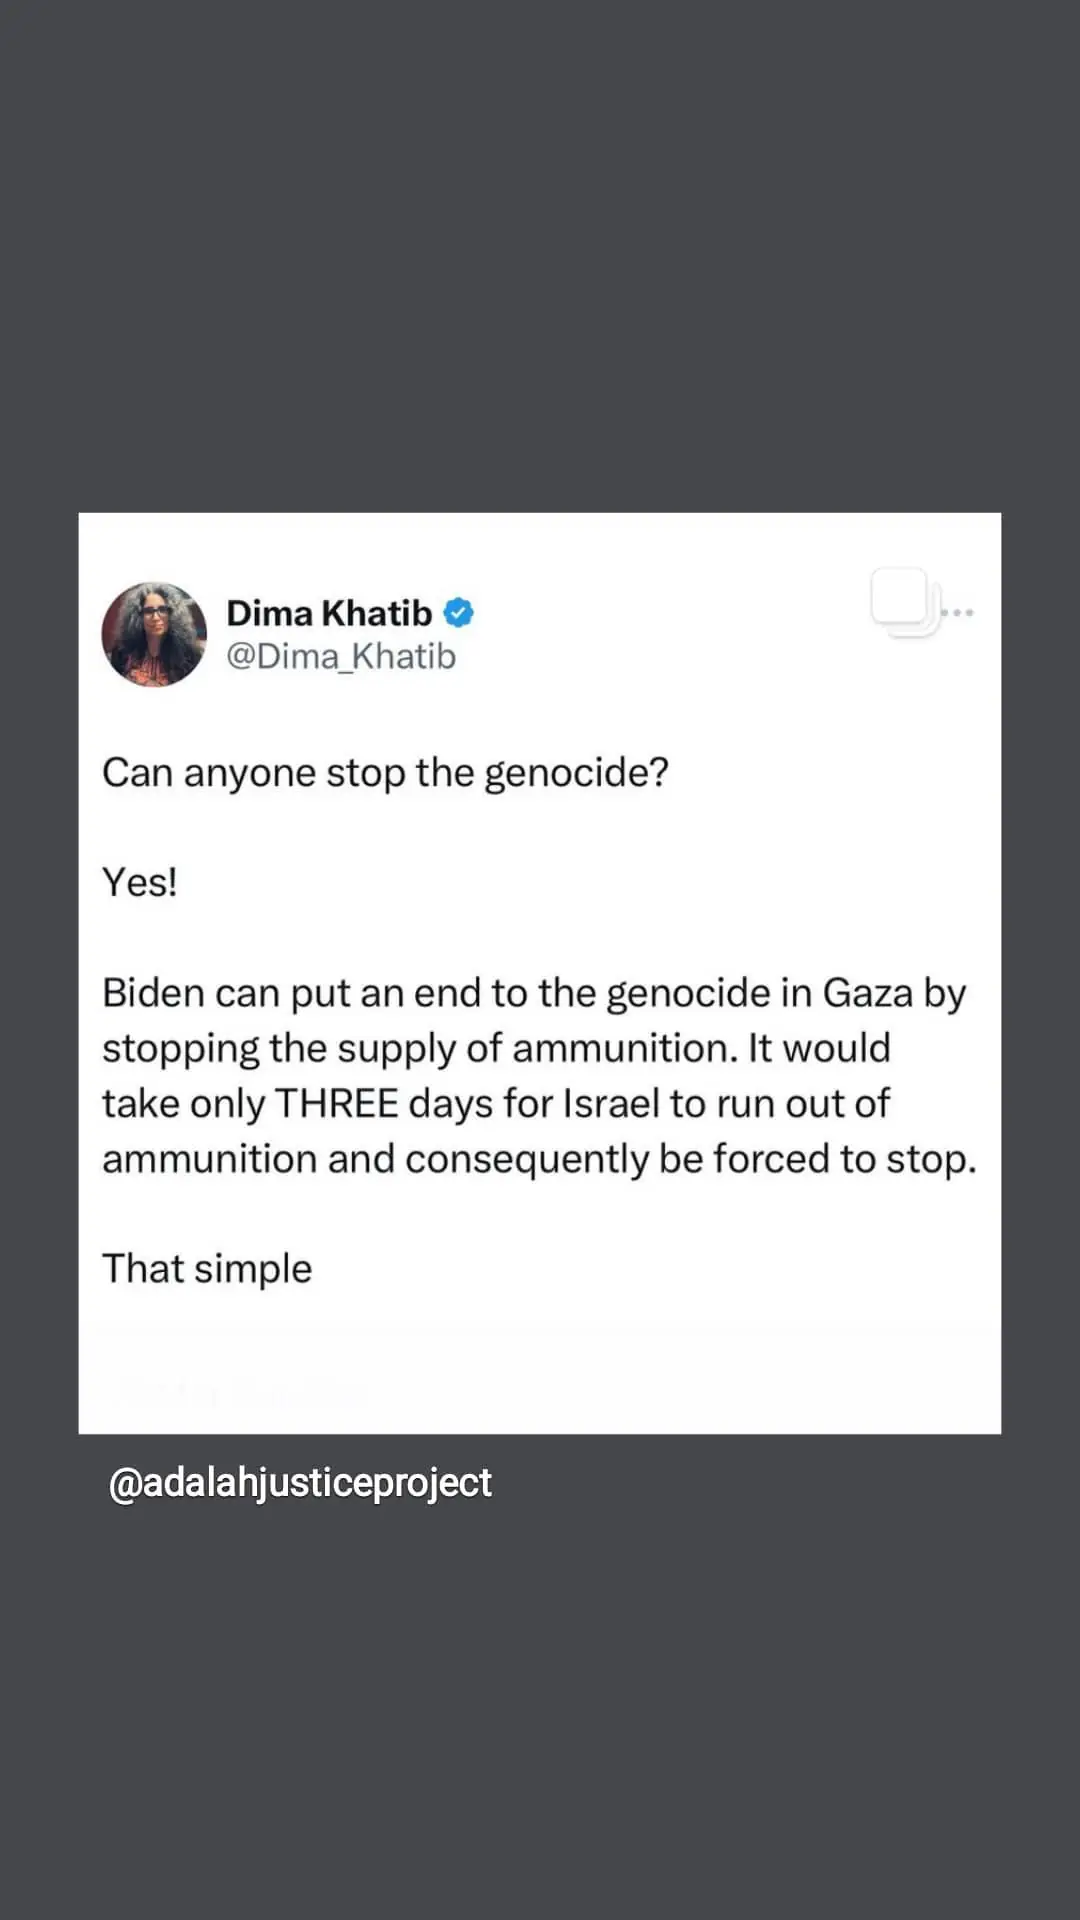 Dima Khatib
@Dima_Khatib
Can anyone stop the genocide?
Yes!
Biden can put an end to the genocide in Gaza by
stopping the supply of ammunition. It would
take only THREE days for Israel to run out of
ammunition and consequently be forced to stop.
That simple
@adalahjusticeproject